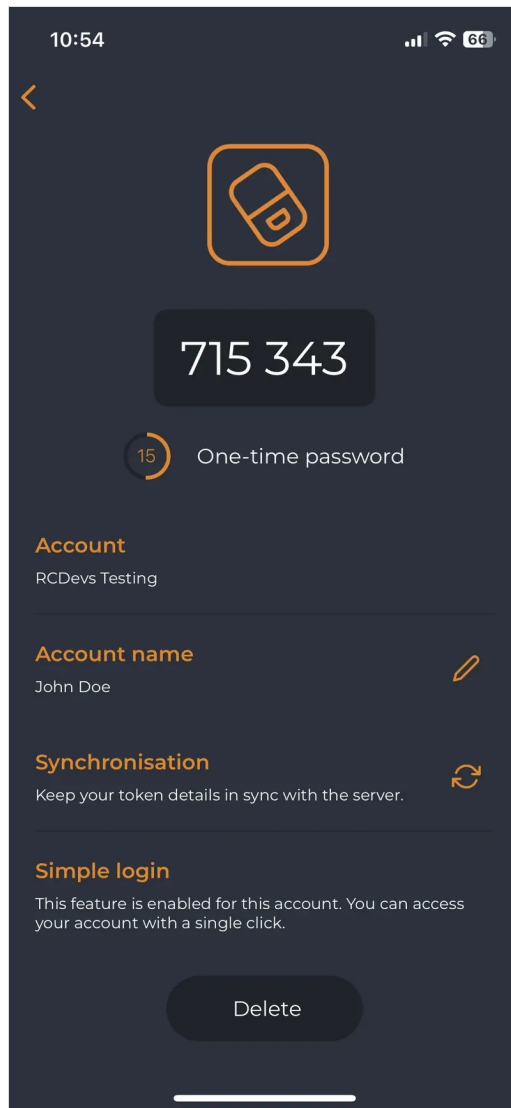 10:54
66
715 343
15 One-time password
Account
RCDevs Testing
Account name
John Doe
Synchronisation
Keep your token details in sync with the server.
Simple login
This feature is enabled for this account. You can access
your account with a single click.
Delete